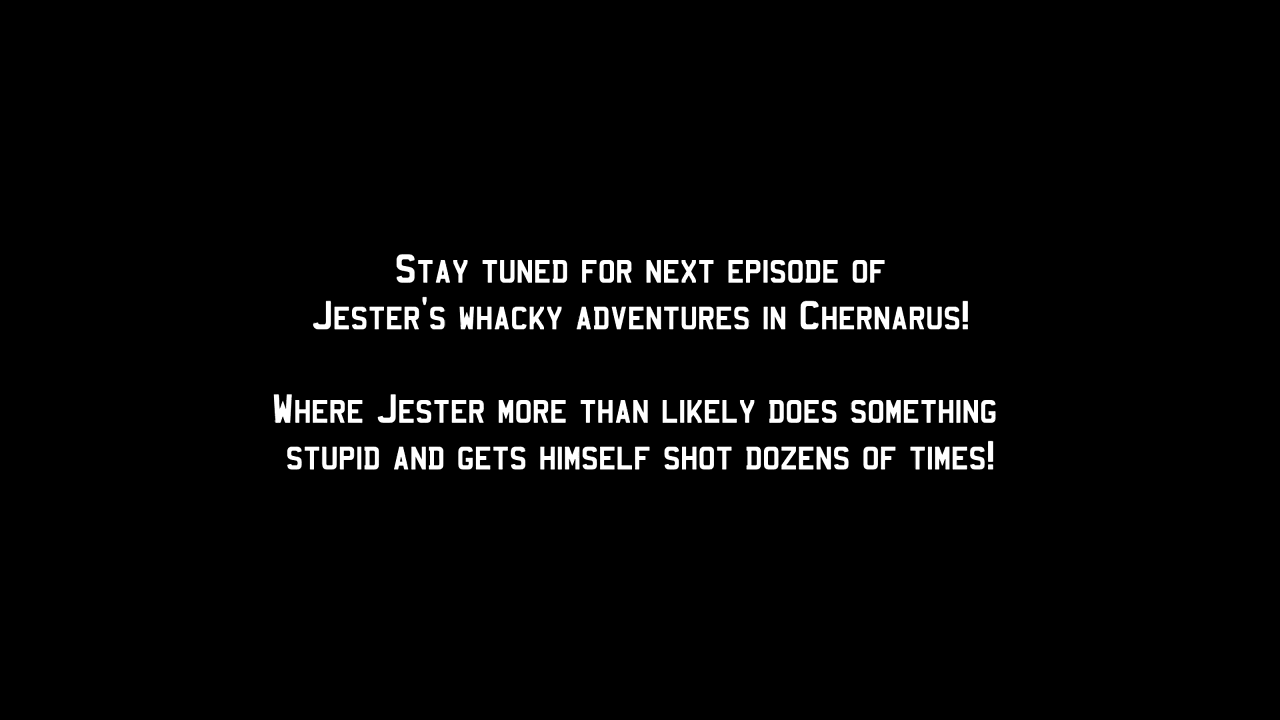 Stay tuned for next episode of
Jester's whacky adventures in Chernarus!
Where Jester more than likely does something
stupid and gets himself shot dozens of times!